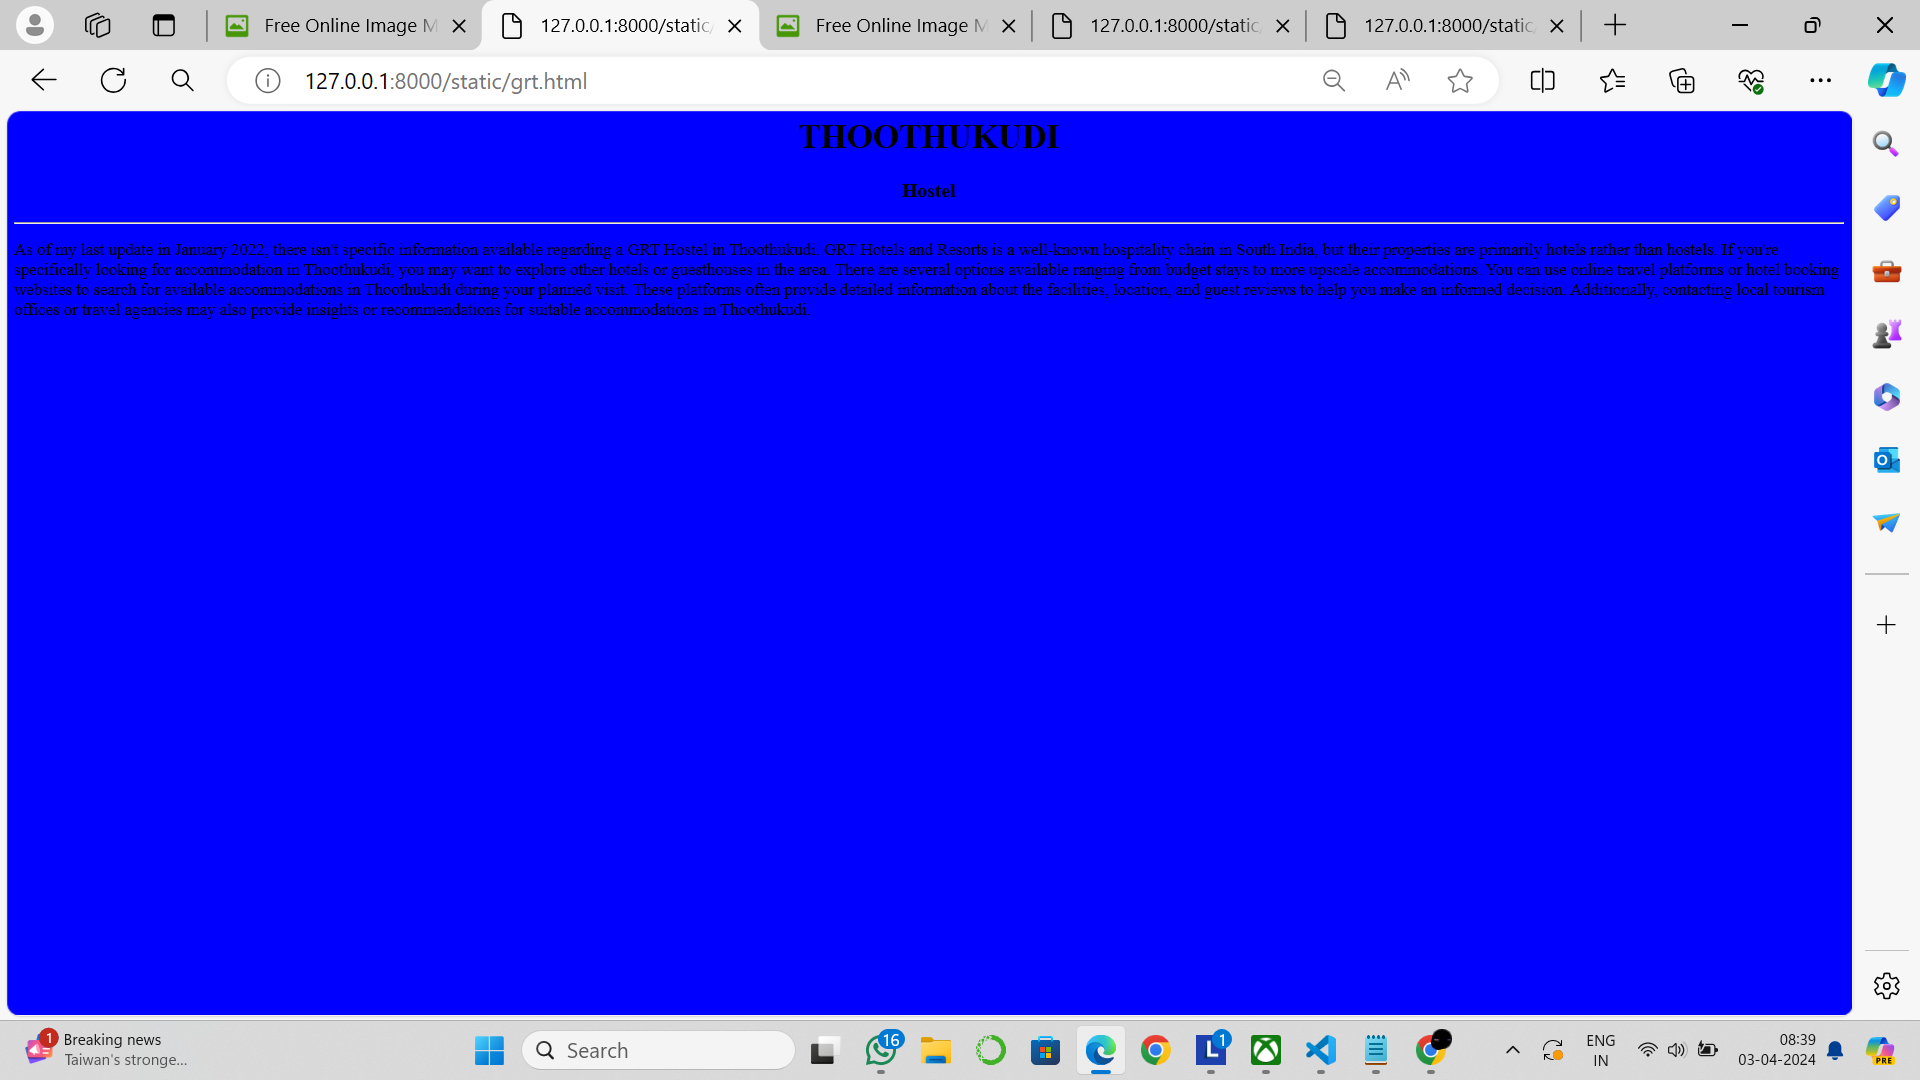 Free Online Image M
127.0.0.1:8000/static/
Free Online Image M
127.0.0.1:8000/static/
127.0.0.1:8000/static/
127.0.0.1:8000/static/grt.html
THOOTHUKUDI
Hostel
As of my last update in January 2022, there isn't specific information available regarding a GRT Hostel in Thoothukudi. GRT Hotels and Resorts is a well-known hospitality chain in South India, but their properties are primarily hotels rather than hostels. If you're
specifically looking for accommodation in Thoothukudi, you may want to explore other hotels or guesthouses in the area. There are several options available ranging from budget stays to more upscale accommodations. You can use online travel platforms or hotel booking
websites to search for available accommodations in Thoothukudi during your planned visit. These platforms often provide detailed information about the facilities, location, and guest reviews to help you make an informed decision. Additionally, contacting local tourism
offices or travel agencies may also provide insights or recommendations for suitable accommodations in Thoothukudi.
1
Breaking news
Taiwan's stronge...
Search
16
1
ENG
IN
08:39
03-04-2024
PRE